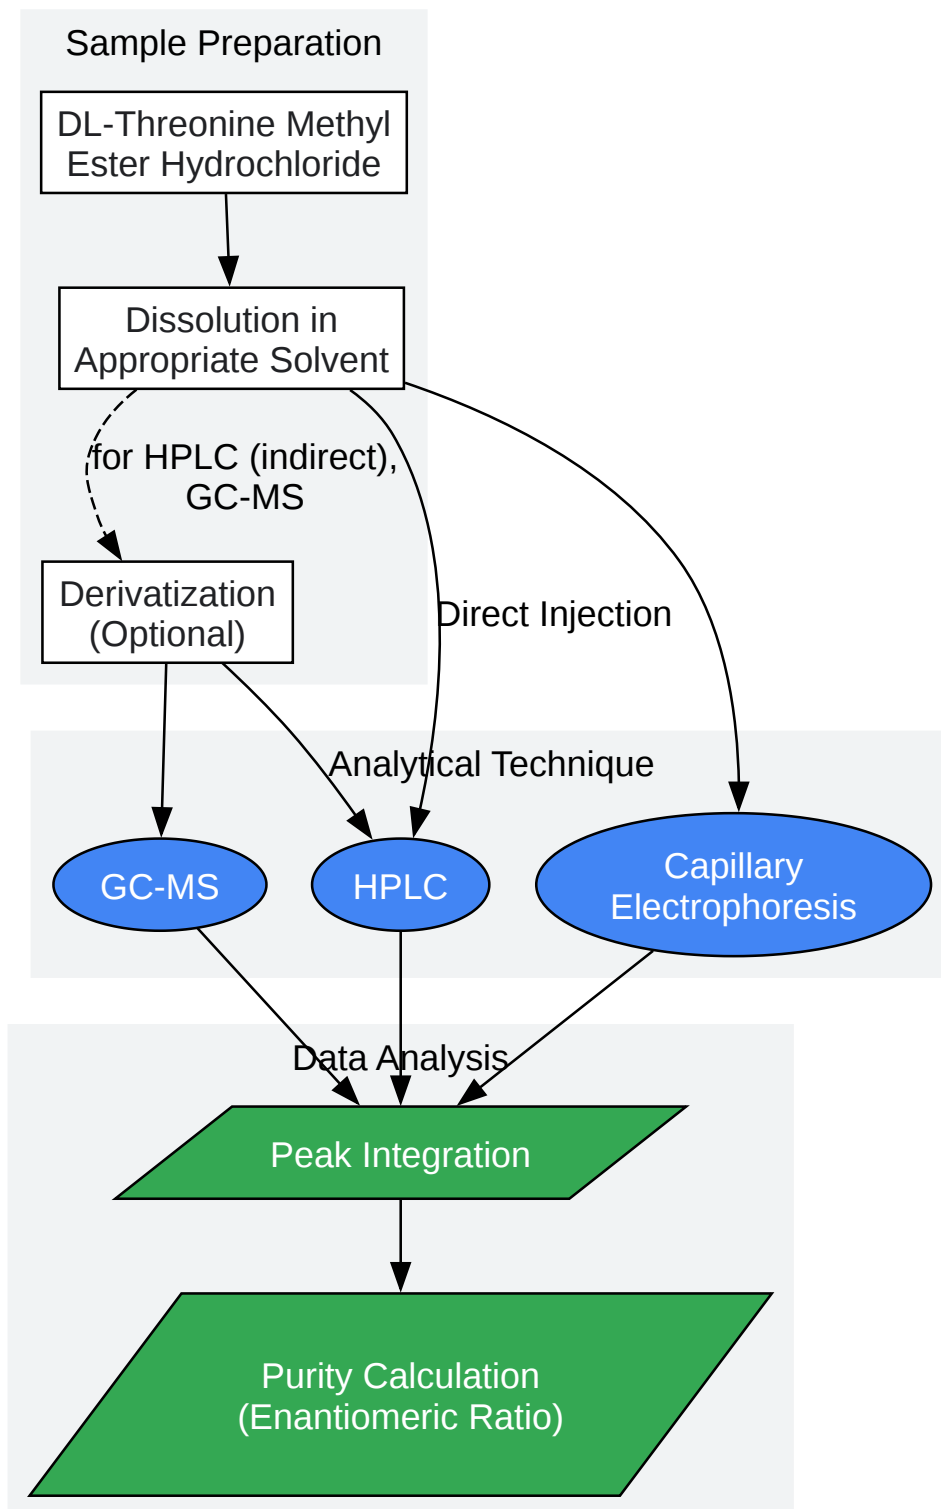 Sample Preparation
DL-Threonine Methyl
Ester Hydrochloride
Dissolution in
Appropriate Solvent
for HPLC (indirect),
GC-MS
Derivatization
(Optional)
Direct Injection
Analytical Technique
GC-MS
HPLC
Capillary
Electrophoresis
Data Analysis
Peak Integration
Purity Calculation
(Enantiomeric Ratio)